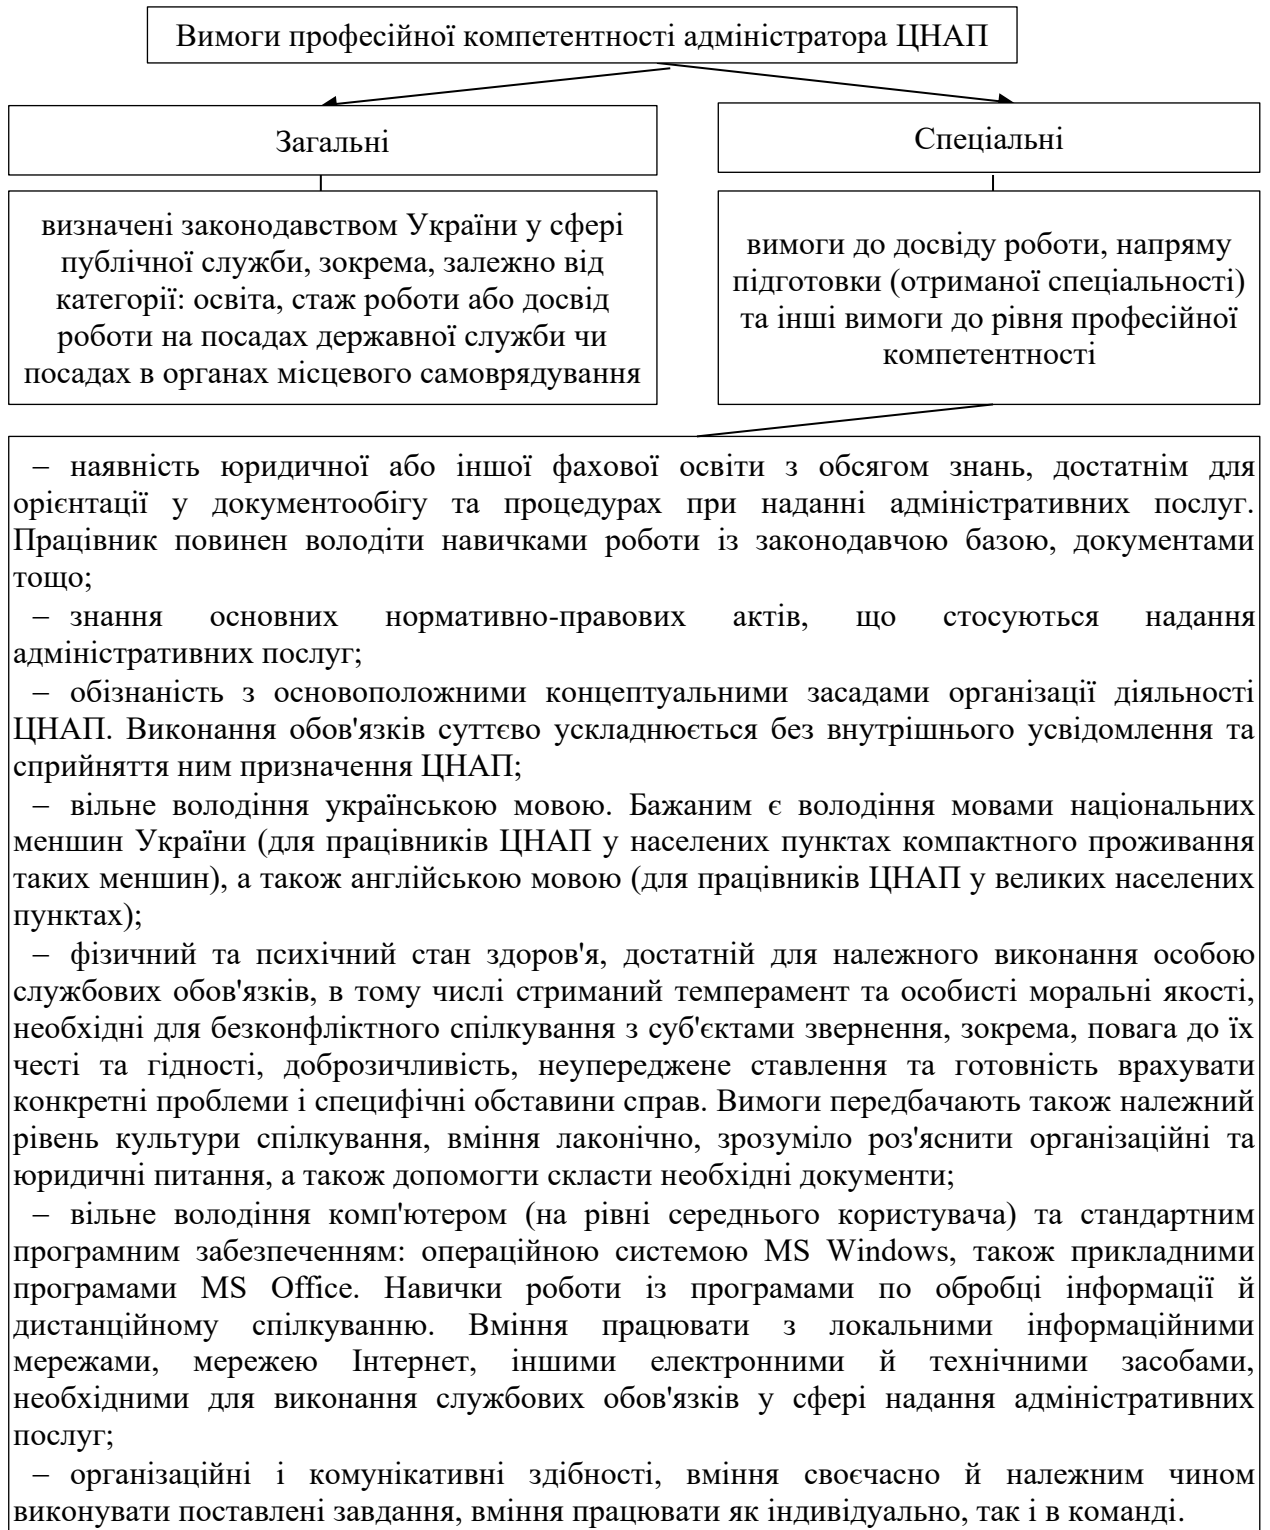 Вимоги професійної компетентності адміністратора ЦНАП
Загальні
Спеціальні
визначені законодавством України у сфері
публічної служби, зокрема, залежно від
категорії: освіта, стаж роботи або досвід
роботи на посадах державної служби чи
посадах в органах місцевого самоврядування
вимоги до досвіду роботи, напряму
підготовки (отриманої спеціальності)
та інші вимоги до рівня професійної
компетентності
– наявність юридичної або іншої фахової освіти з обсягом знань, достатнім для
орієнтації у документообігу та процедурах при наданні адміністративних послуг.
Працівник повинен володіти навичками роботи із законодавчою базою, документами
тощо;
– знання основних нормативно-правових актів, що стосуються надання
адміністративних послуг;
– обізнаність з основоположними концептуальними засадами організації діяльності
ЦНАП. Виконання обов'язків суттєво ускладнюється без внутрішнього усвідомлення та
сприйняття ним призначення ЦНАП;
– вільне володіння українською мовою. Бажаним є володіння мовами національних
меншин України (для працівників ЦНАП у населених пунктах компактного проживання
таких меншин), а також англійською мовою (для працівників ЦНАП у великих населених
пунктах);
– фізичний та психічний стан здоров'я, достатній для належного виконання особою
службових обов'язків, в тому числі стриманий темперамент та особисті моральні якості,
необхідні для безконфліктного спілкування з суб'єктами звернення, зокрема, повага до їх
честі та гідності, доброзичливість, неупереджене ставлення та готовність врахувати
конкретні проблеми і специфічні обставини справ. Вимоги передбачають також належний
рівень культури спілкування, вміння лаконічно, зрозуміло роз'яснити організаційні та
юридичні питання, а також допомогти скласти необхідні документи;
– вільне володіння комп'ютером (на рівні середнього користувача) та стандартним
програмним забезпеченням: операційною системою MS Windows, також прикладними
програмами MS Office. Навички роботи із програмами по обробці інформації й
дистанційному спілкуванню. Вміння працювати з локальними інформаційними
мережами, мережею Інтернет, іншими електронними й технічними засобами,
необхідними для виконання службових обов'язків у сфері надання адміністративних
послуг;
– організаційні і комунікативні здібності, вміння своєчасно й належним чином
виконувати поставлені завдання, вміння працювати як індивідуально, так і в команді.